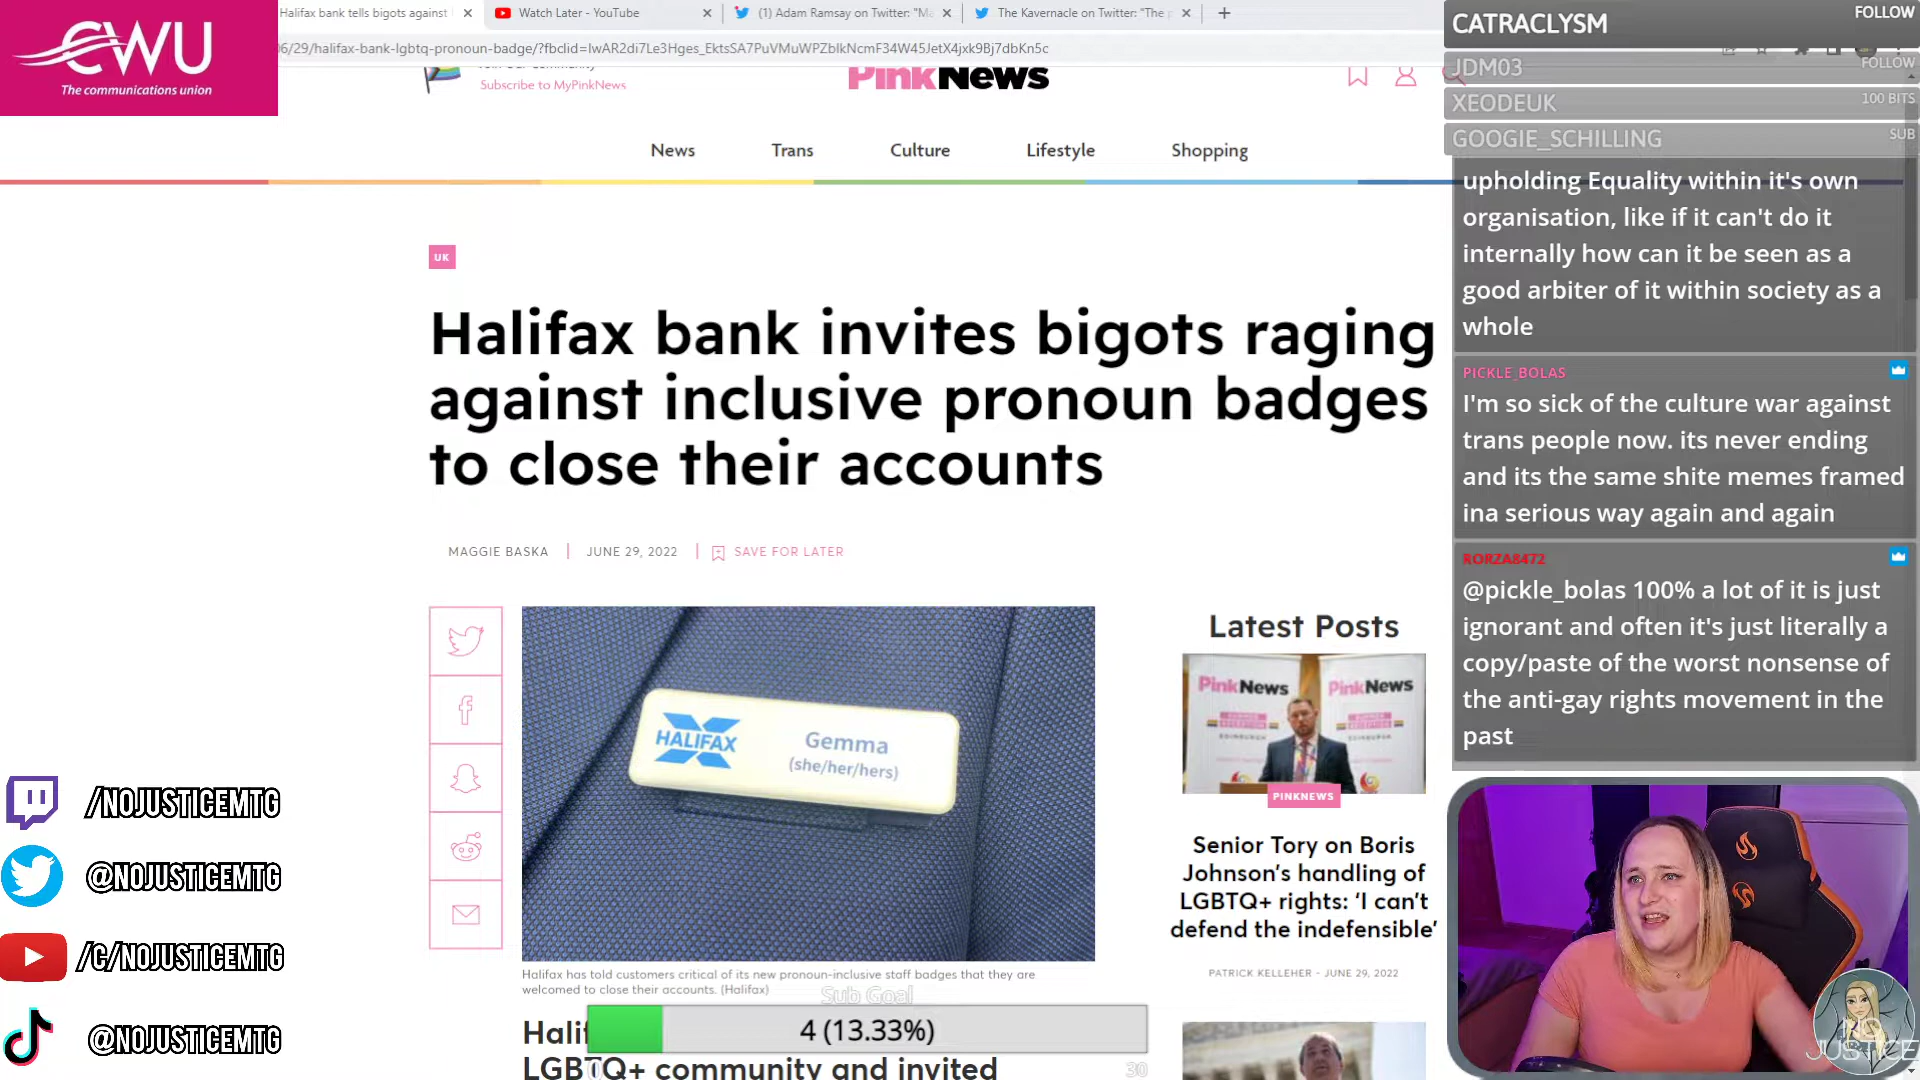 CWU
The communications union
Halifax bank tells bigots against
Watch Later - YouTube
(1) Adam Ramsay on Twitter: "Ma
The Kavernacle on Twitter: "The p
6/29/halifax-bank-lgbtq-pronoun-badge/?fbclid=IwAR2di7Le3Hges_EktsSA7PuVMuWPZblkNcmF34W45JetX4jxk9Bj7dbKn5c
Subscribe to MyPinkNews
PinkNews
News
Trans
Culture
Lifestyle
Shopping
UK
Halifax bank invites bigots raging
against inclusive pronoun badges
to close their accounts
MAGGIE BASKA
JUNE 29, 2022
SAVE FOR LATER
HALIFAX
Gemma
(she/her/hers)
Halifax has told customers critical of its new pronoun-inclusive staff badges that they are
welcomed to close their accounts. (Halifax)
Sub Goal
4 (13.33%)
30
LGBTQ+ community and invited
Latest Posts
PinkNews
PinkNews
PINKNEWS
Senior Tory on Boris
Johnson's handling of
LGBTQ+ rights: 'I can't
defend the indefensible'
PATRICK KELLEHER - JUNE 29, 2022
CATRACLYSM
FOLLOW
JDM03
FOLLOW
XEODEUK
100 BITS
GOOGIE_SCHILLING
SUB
upholding Equality within it's own
organisation, like if it can't do it
internally how can it be seen as a
good arbiter of it within society as a
whole
PICKLE_BOLAS
I'm so sick of the culture war against
trans people now. its never ending
and its the same shite memes framed
ina serious way again and again
RORZA8472
@pickle_bolas 100% a lot of it is just
ignorant and often it's just literally a
copy/paste of the worst nonsense of
the anti-gay rights movement in the
past
/NOJUSTICEMTG
@NOJUSTICEMTG
/C/NOJUSTICEMTG
@NOJUSTICEMTG
NO
JUSTICE